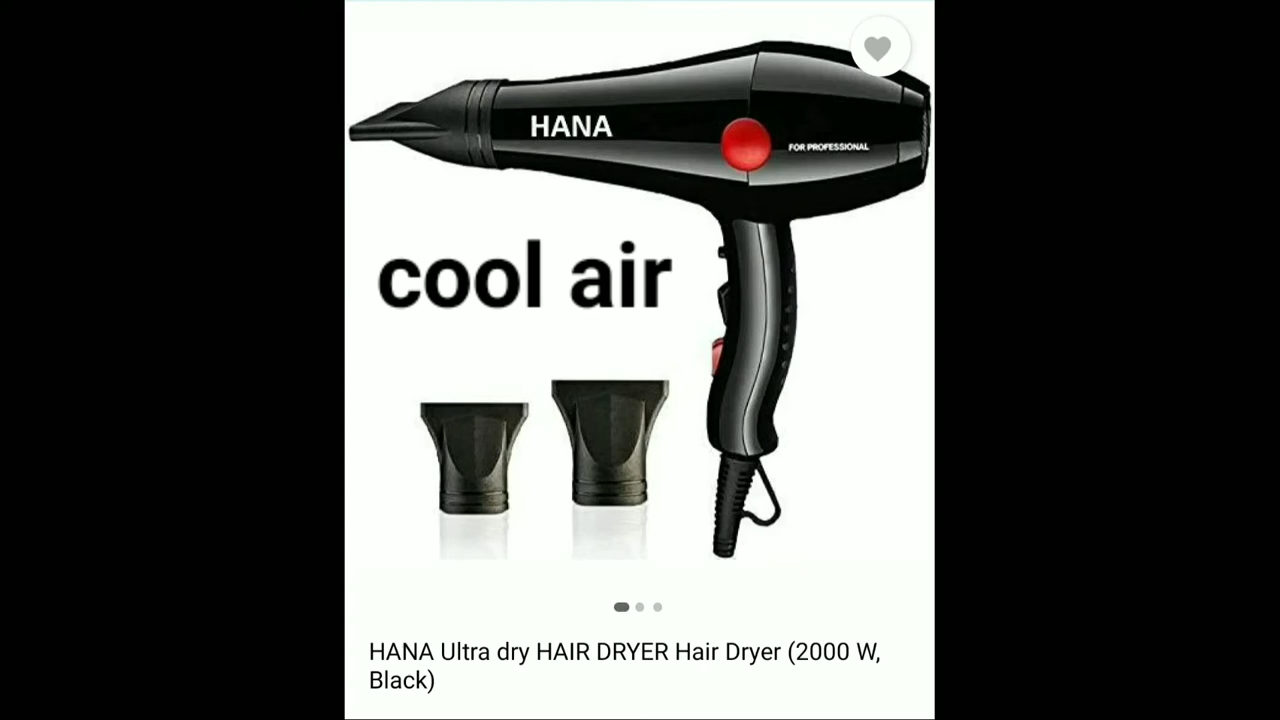 HANA
FOR PROFESSIONAL
cool air
HANA Ultra dry HAIR DRYER Hair Dryer (2000 W,
Black)